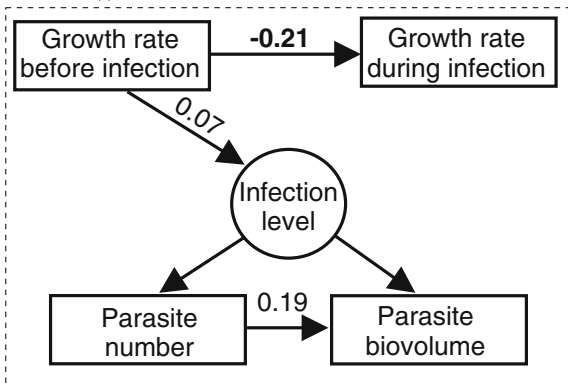 Growth rate
before infection
-0.21
Growth rate
during infection
0.07
Infection
level
Parasite
number
0.19
Parasite
biovolume